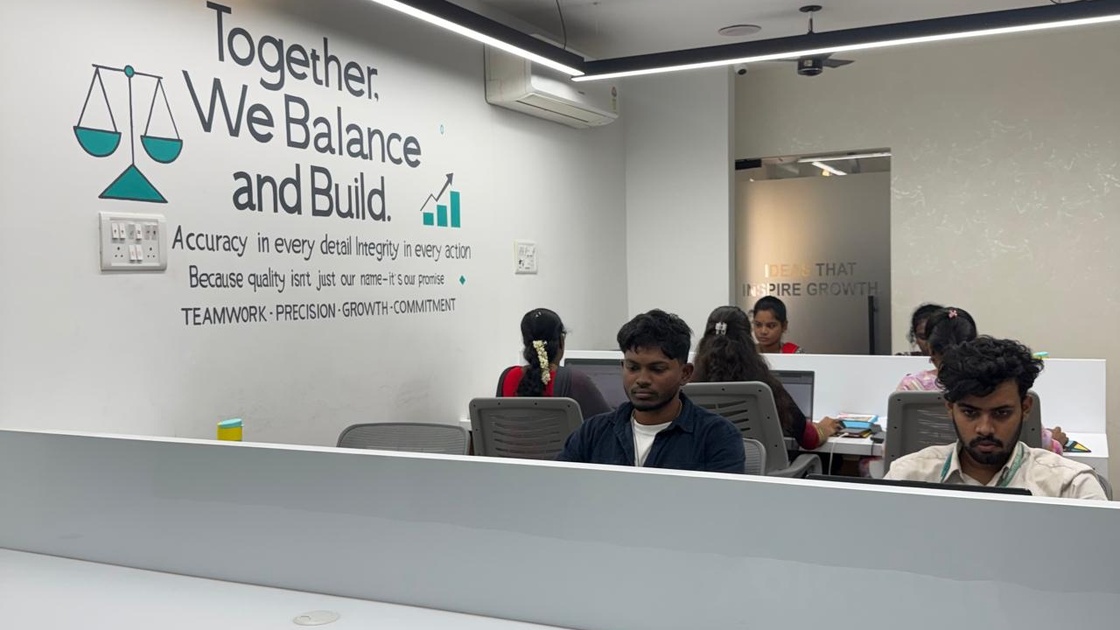 Together,
We Balance
and Build.
Accuracy in every detail Integrity in every action
Because quality isn't just our name-it's our promise
TEAMWORK · PRECISION · GROWTH · COMMITMENT
IDEAS THAT
INSPIRE GROWTH